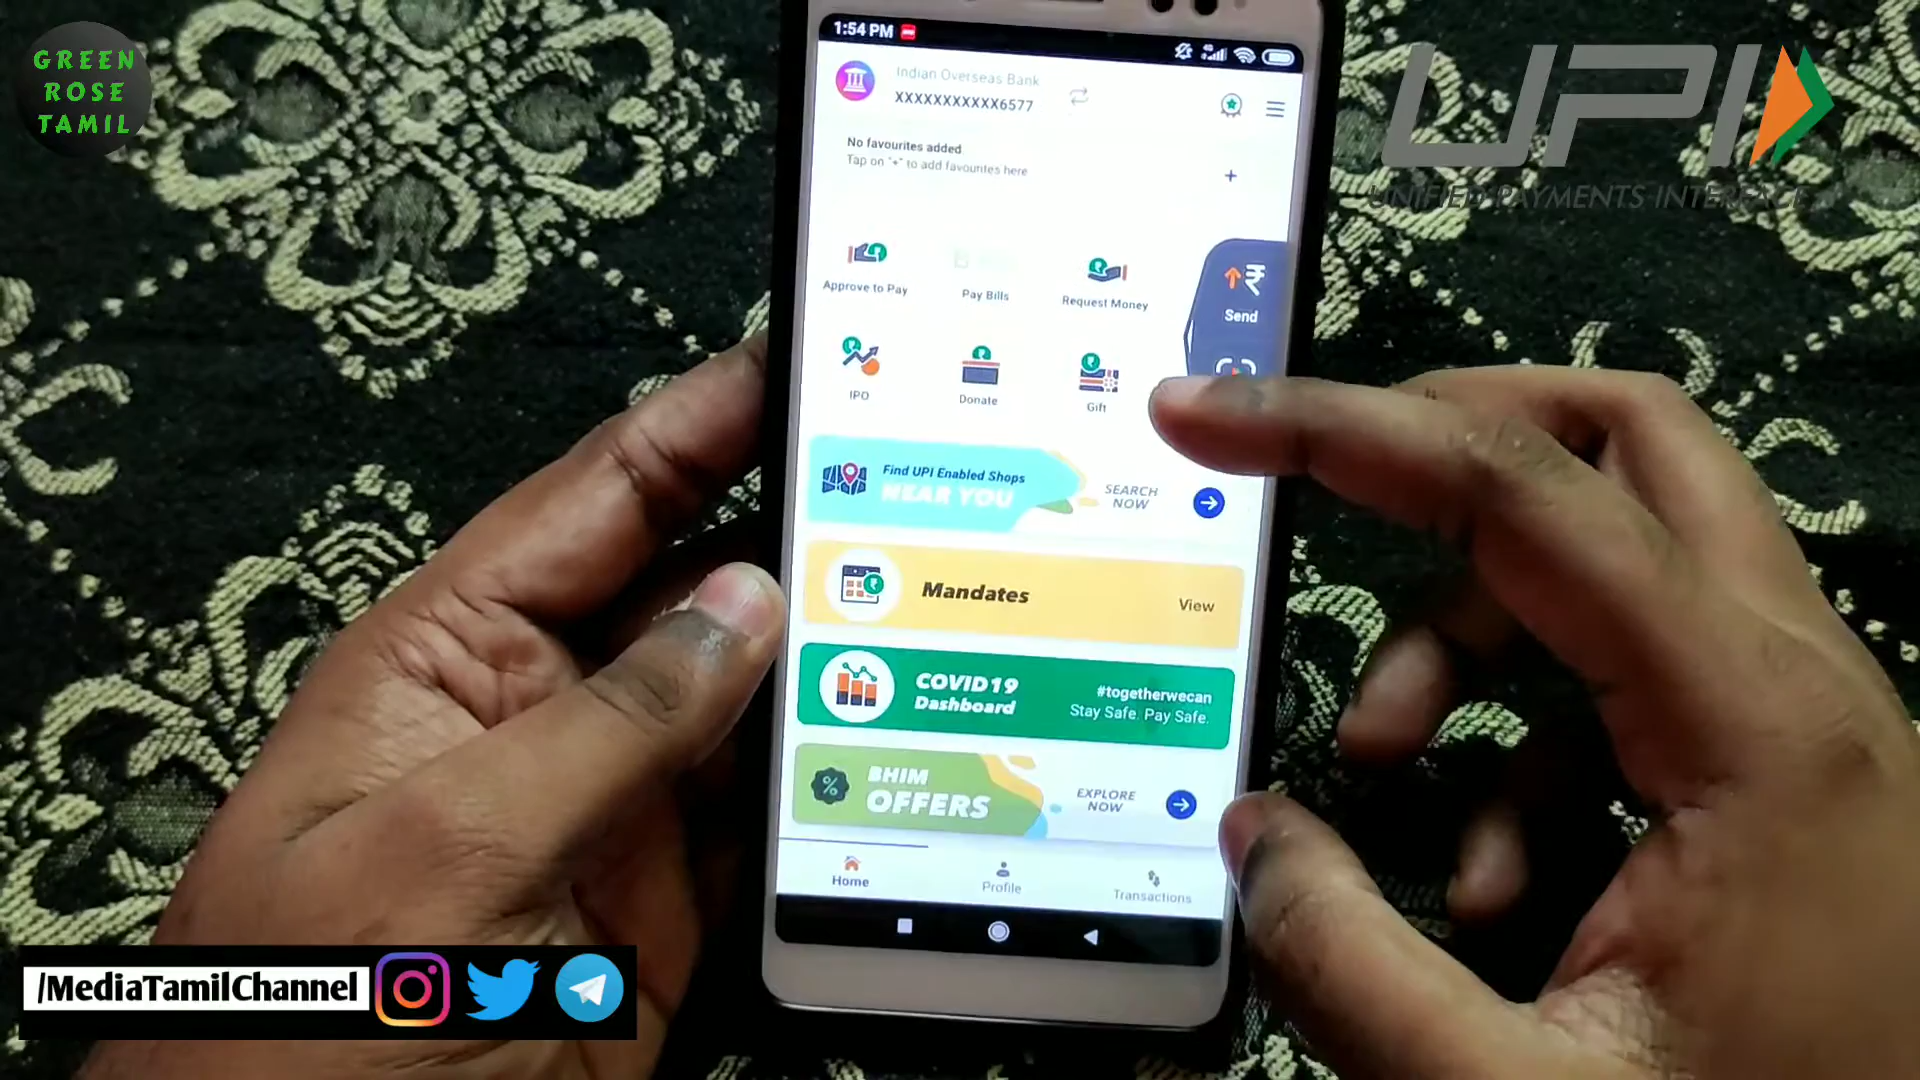 GREEN
ROSE
TAMIL
1:54 PM
Indian Overseas Bank
XXXXXXXXXXX6577
No favourites added
Tap on "+" to add favourites here
+
Approve to Pay
Pay Bills
Request Money
Send
IPO
Donate
Gift
Find UPI Enabled Shops
NEAR YOU
SEARCH
NOW
Mandates
View
COVID19
Dashboard
#togetherwecan
Stay Safe. Pay Safe.
BHIM
OFFERS
EXPLORE
NOW
Home
Profile
Transactions
UPI
UNIFIED PAYMENTS INTERFACE
/MediaTamilChannel